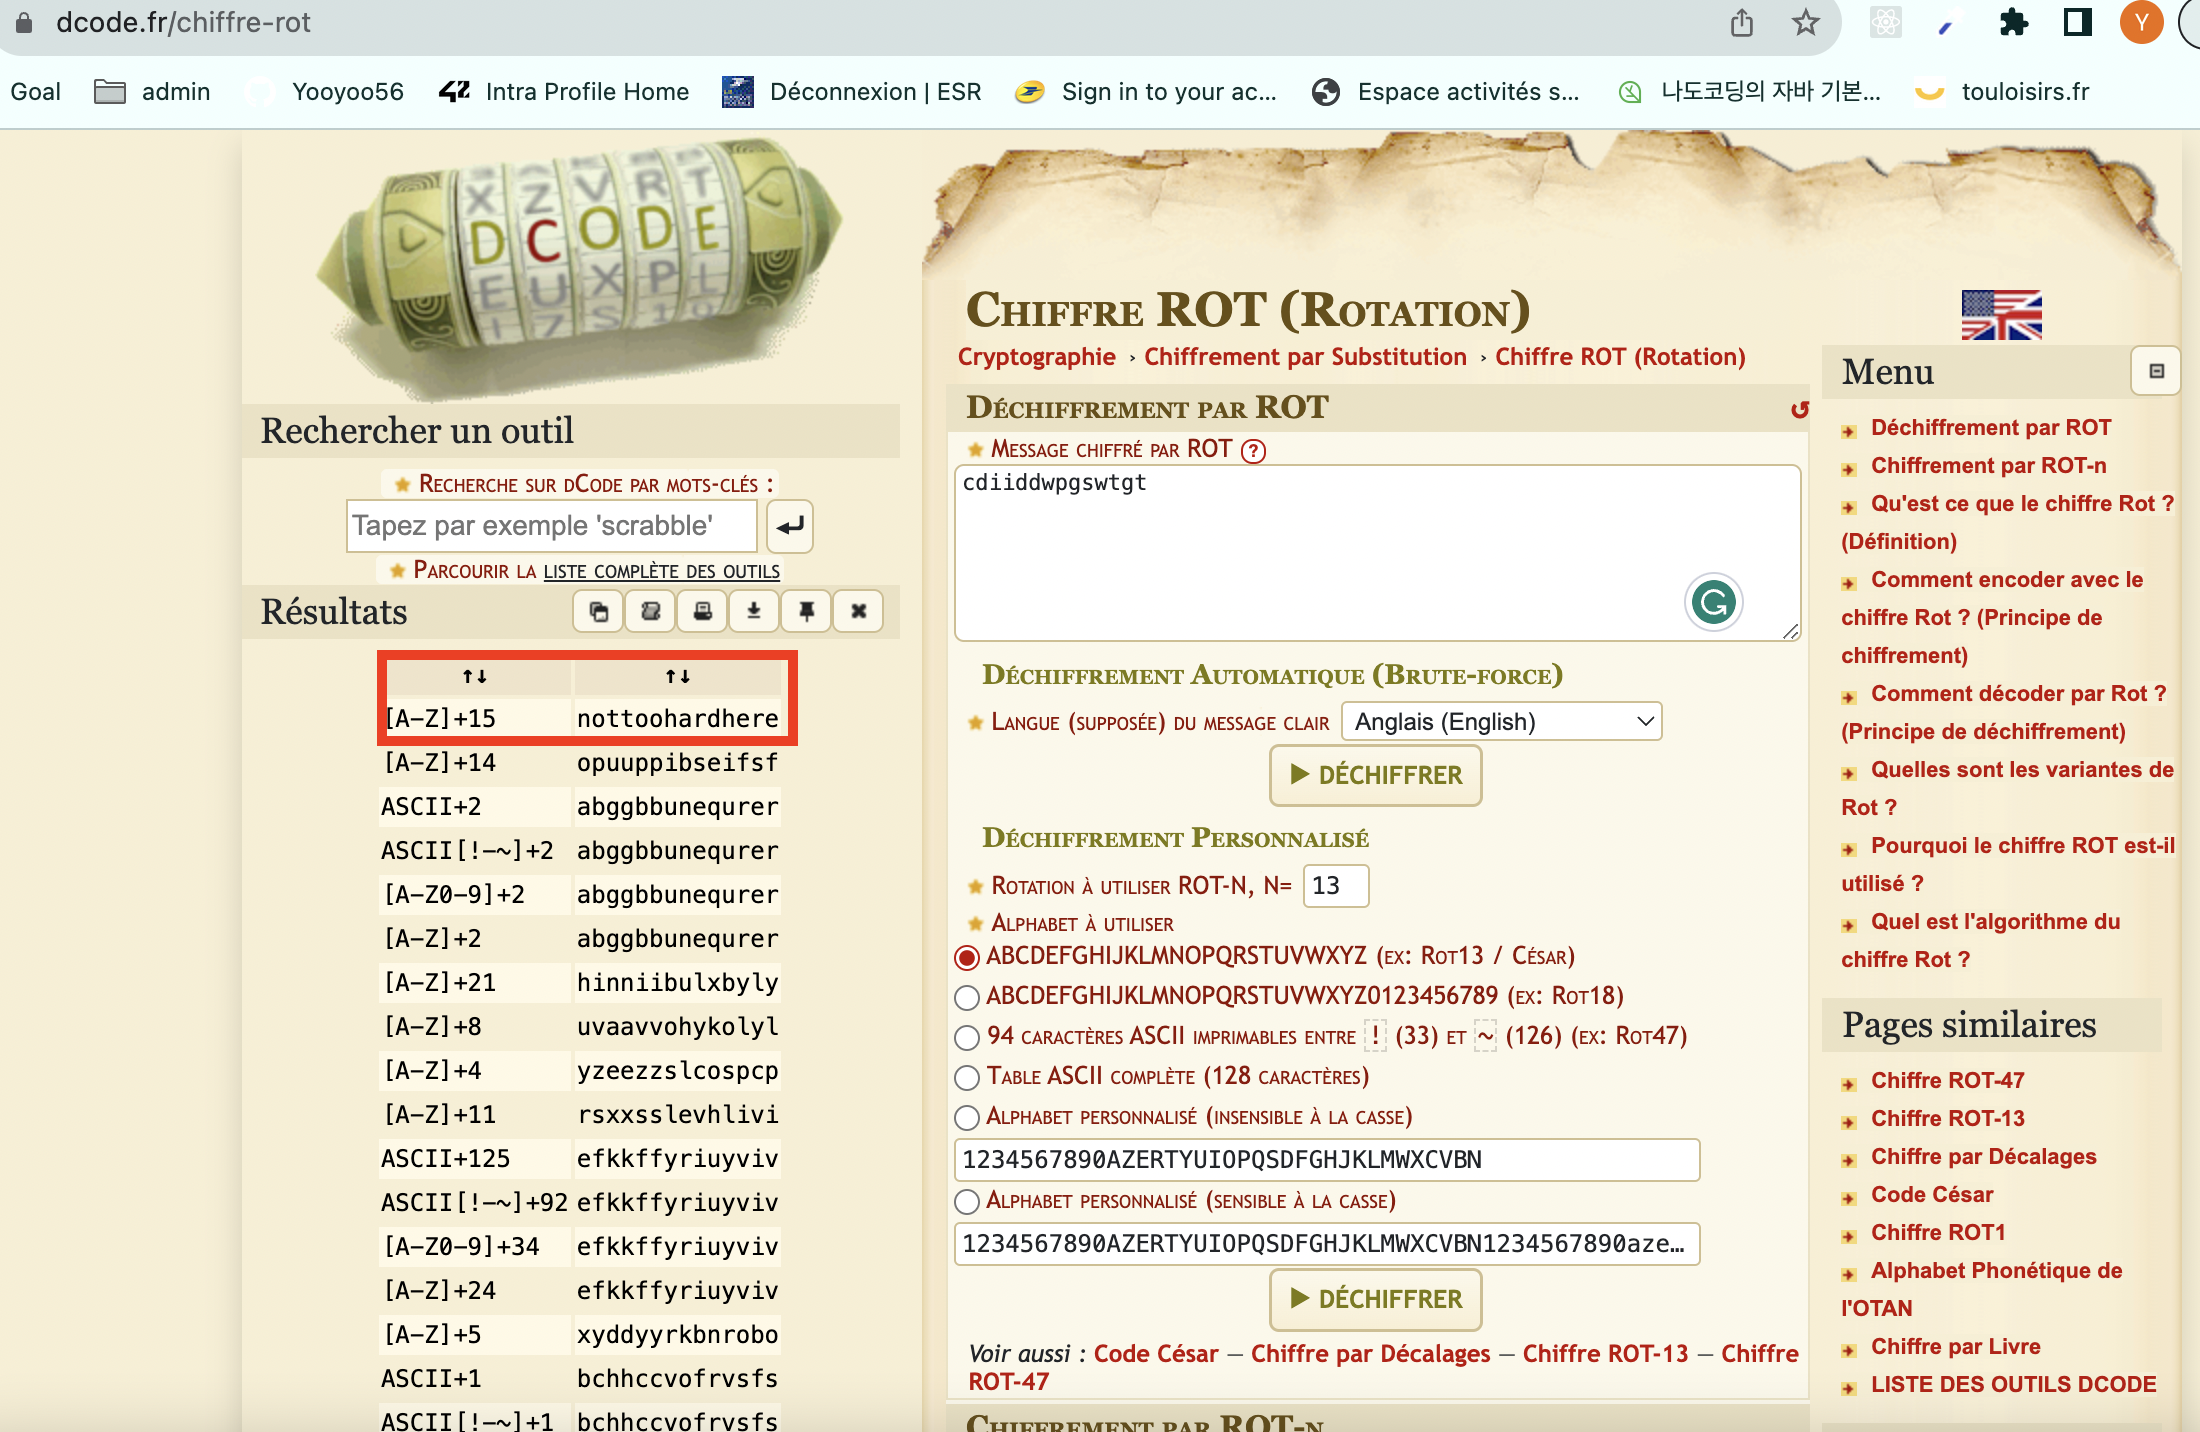 dcode.fr/chiffre-rot
Y
Goal
admin
Yooyoo56
Intra Profile Home
Déconnexion | ESR
Sign in to your ac...
Espace activités s...
나도코딩의 자바 기본...
touloisirs.fr
DCODE
Rechercher un outil
Recherche sur dCode par mots-clés :
Tapez par exemple 'scrabble'
Parcourir la liste complète des outils
Résultats
↑↓ ↑↓
[A-Z]+15 nottoohardhere
[A-Z]+14 opuuppibseifsf
ASCII+2 abggbbunequrer
ASCII[!-~]+2 abggbbunequrer
[A-Z0-9]+2 abggbbunequrer
[A-Z]+2 abggbbunequrer
[A-Z]+21 hinniibulxbyly
[A-Z]+8 uvaavvohykolyl
[A-Z]+4 yzeezzslcospcp
[A-Z]+11 rsxxsslevhlivi
ASCII+125 efkkffyriuyviv
ASCII[!-~]+92 efkkffyriuyviv
[A-Z0-9]+34 efkkffyriuyviv
[A-Z]+24 efkkffyriuyviv
[A-Z]+5 xyddyyrkbnrobo
ASCII+1 bchhccvofrvsfs
ASCII[!-~]+1 bchhccvofrvsfs
Chiffre ROT (Rotation)
Cryptographie › Chiffrement par Substitution › Chiffre ROT (Rotation)
Déchiffrement par ROT
Message chiffré par ROT ?
cdiiddwpgswtgt
Déchiffrement Automatique (Brute-force)
Langue (supposée) du message clair Anglais (English)
▶ DÉCHIFFRER
Déchiffrement Personnalisé
Rotation à utiliser ROT-N, N= 13
Alphabet à utiliser
ABCDEFGHIJKLMNOPQRSTUVWXYZ (ex: Rot13 / César)
ABCDEFGHIJKLMNOPQRSTUVWXYZ0123456789 (ex: Rot18)
94 caractères ASCII imprimables entre ! (33) et ~ (126) (ex: Rot47)
Table ASCII complète (128 caractères)
Alphabet personnalisé (insensible à la casse)
1234567890AZERTYUIOPQSDFGHJKLMWXCVBN
Alphabet personnalisé (sensible à la casse)
1234567890AZERTYUIOPQSDFGHJKLMWXCVBN1234567890aze…
▶ DÉCHIFFRER
Voir aussi : Code César — Chiffre par Décalages — Chiffre ROT-13 — Chiffre
ROT-47
Chiffrement par ROT-n
Menu
Déchiffrement par ROT
Chiffrement par ROT-n
Qu'est ce que le chiffre Rot ?
(Définition)
Comment encoder avec le
chiffre Rot ? (Principe de
chiffrement)
Comment décoder par Rot ?
(Principe de déchiffrement)
Quelles sont les variantes de
Rot ?
Pourquoi le chiffre ROT est-il
utilisé ?
Quel est l'algorithme du
chiffre Rot ?
Pages similaires
Chiffre ROT-47
Chiffre ROT-13
Chiffre par Décalages
Code César
Chiffre ROT1
Alphabet Phonétique de
l'OTAN
Chiffre par Livre
LISTE DES OUTILS DCODE